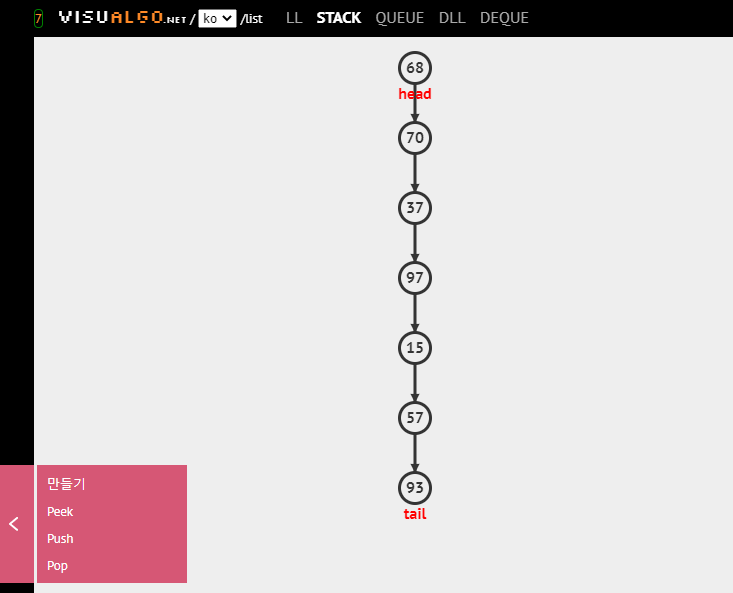 7 VISUALGO.NET / ko /list LL STACK QUEUE DLL DEQUE
68
head
70
37
97
15
57
93
tail
만들기
Peek
Push
Pop